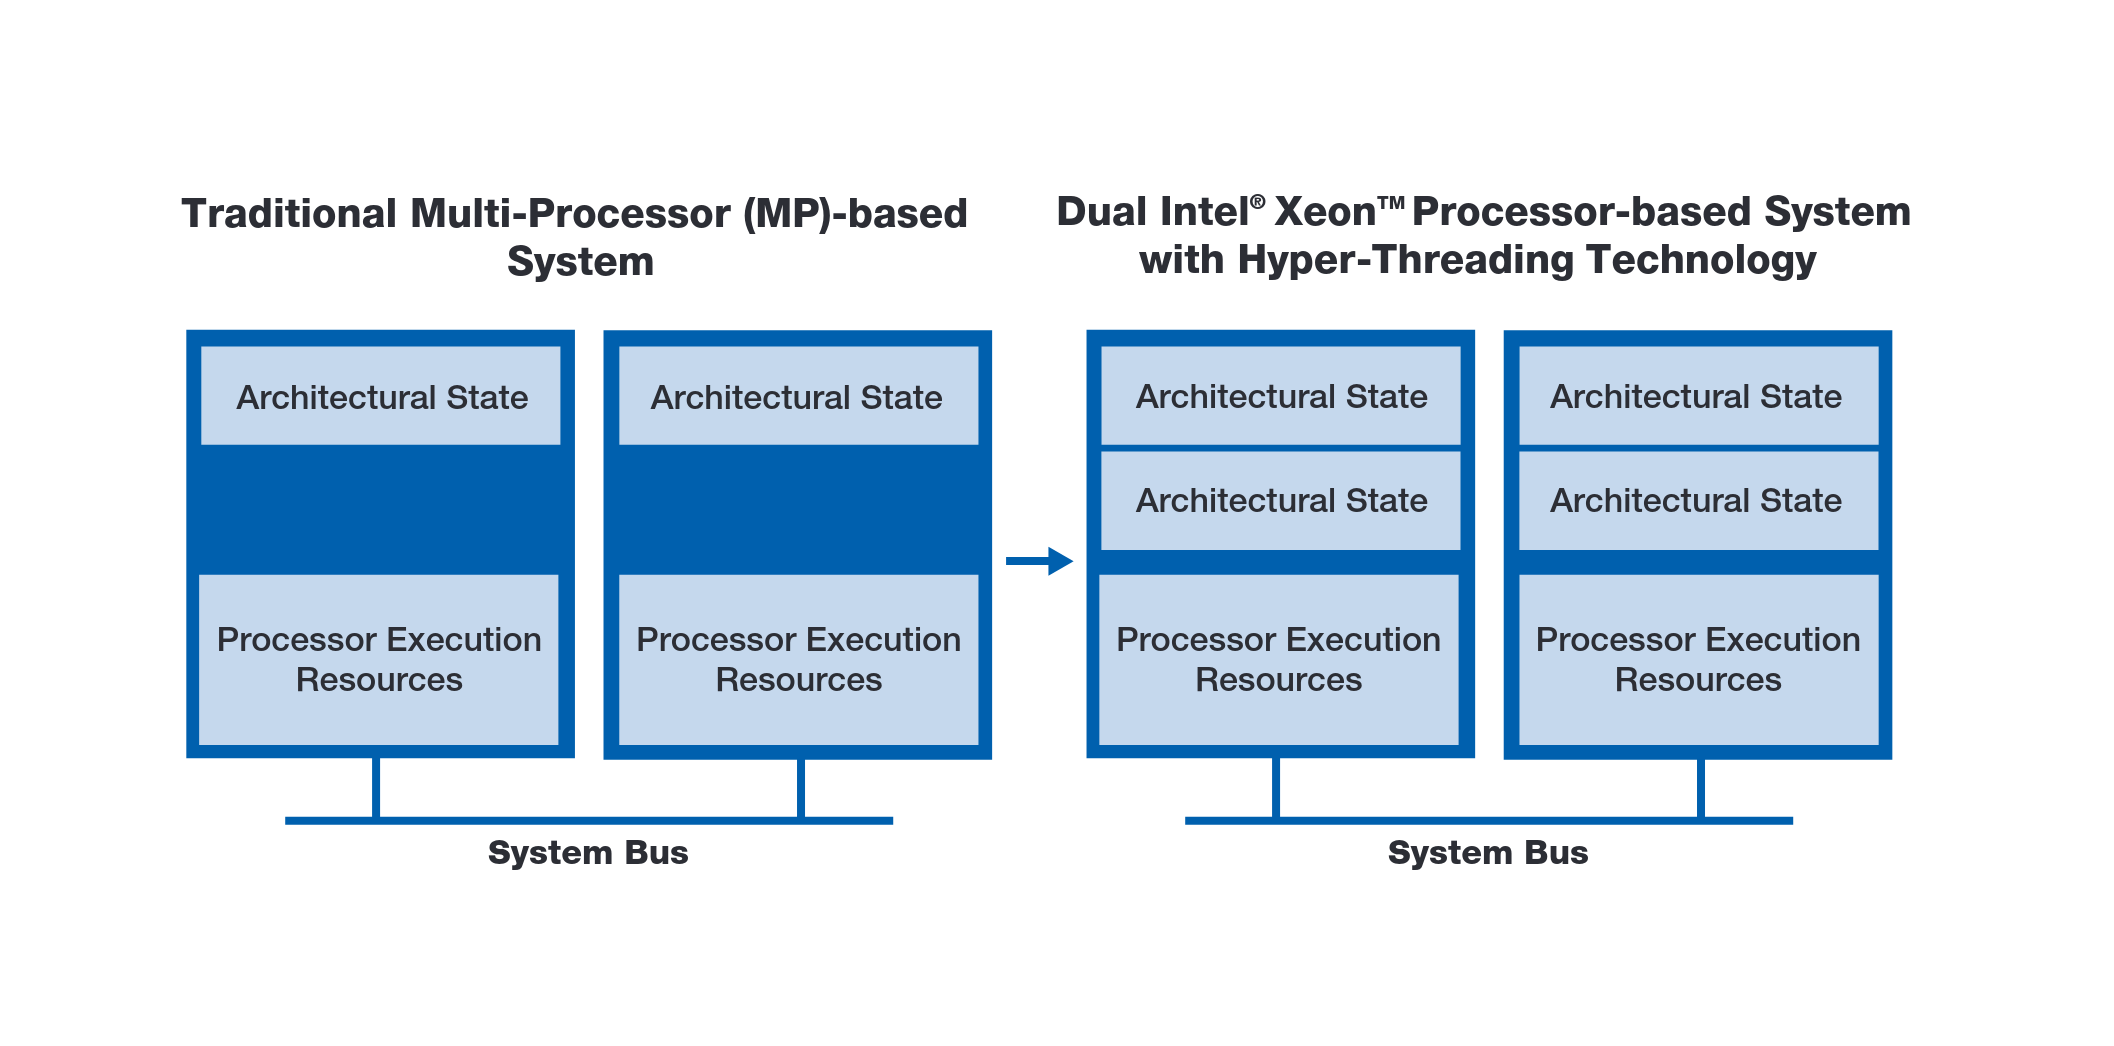 Traditional Multi-Processor (MP)-based
System
Dual Intel® Xeon™ Processor-based System
with Hyper-Threading Technology
Architectural State
Processor Execution
Resources
Architectural State
Processor Execution
Resources
System Bus
Architectural State
Architectural State
Processor Execution
Resources
Architectural State
Architectural State
Processor Execution
Resources
System Bus